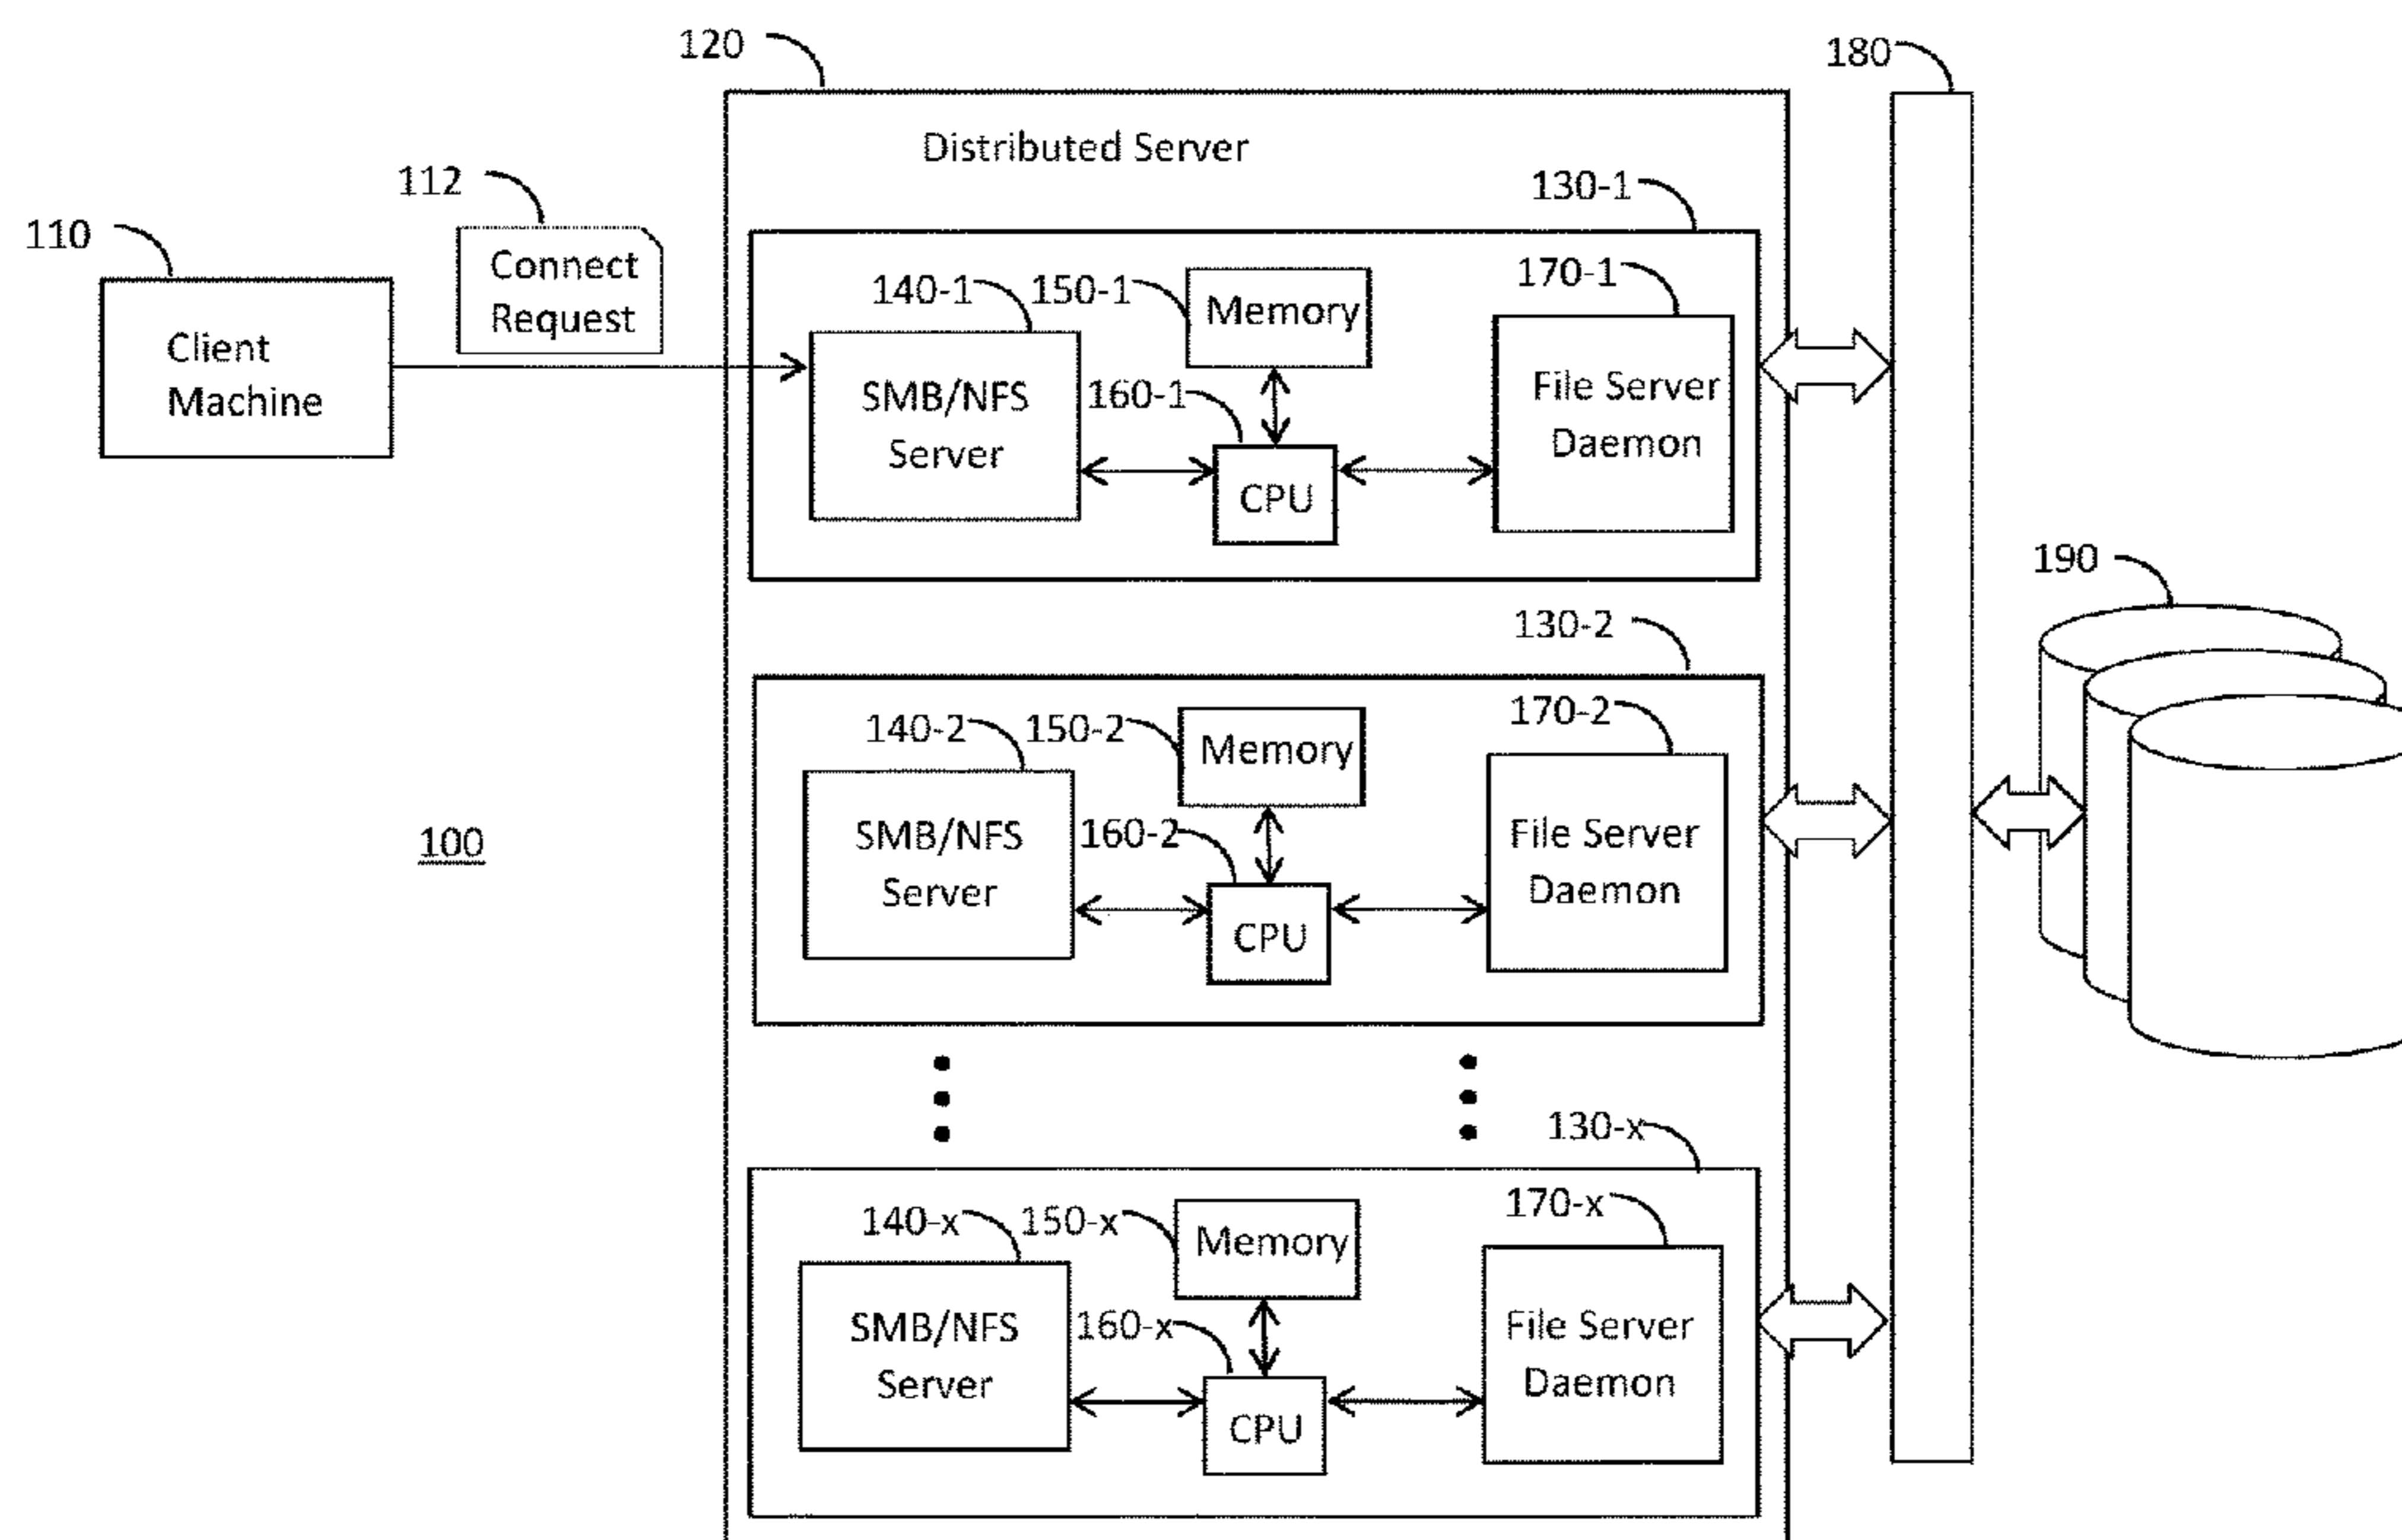 120
180
Distributed Server
112
130-1
110
Connect
Request
170-1
140-1
150-1
Memory
Client
Machine
SMB/NFS
Server
160-1
File Server
Daemon
CPU
190
130-2
170-2
140-2
150-2
Memory
100
SMB/NFS
Server
160-2
File Server
Daemon
CPU
130-x
170-x
140-x
150-x
Memory
SMB/NFS
Server
160-x
File Server
Daemon
CPU